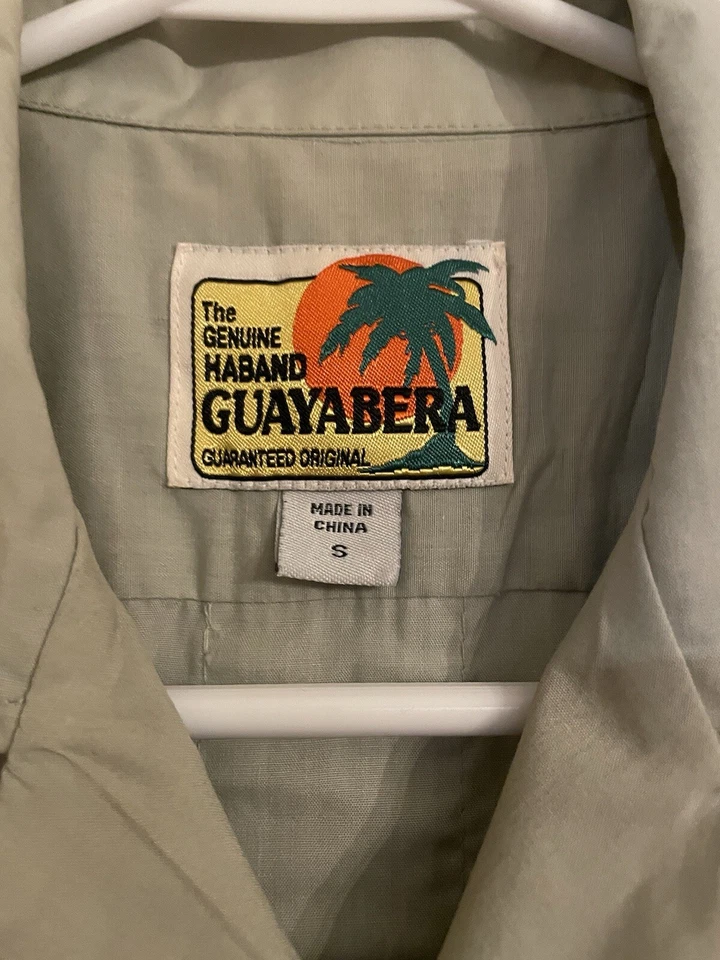 The
GENUINE
HABAND
GUAYABERA
GUARANTEED ORIGINAL
MADE IN
CHINA
S